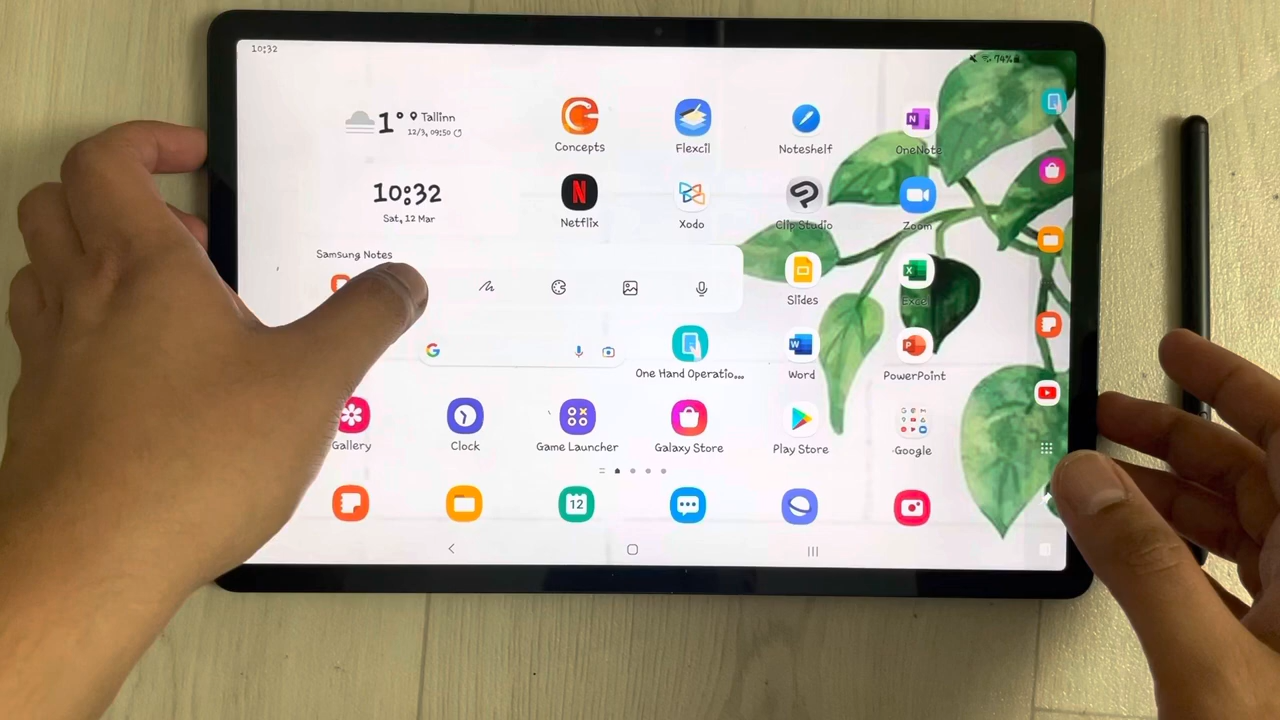 10:32
74%
1° Tallinn
12/3, 09:50
Concepts
Flexcil
Noteshelf
OneNote
10:32
Sat, 12 Mar
Netflix
Xodo
Clip Studio
Zoom
Samsung Notes
Slides
Excel
One Hand Operatio...
Word
PowerPoint
Gallery
Clock
Game Launcher
Galaxy Store
Play Store
Google
12